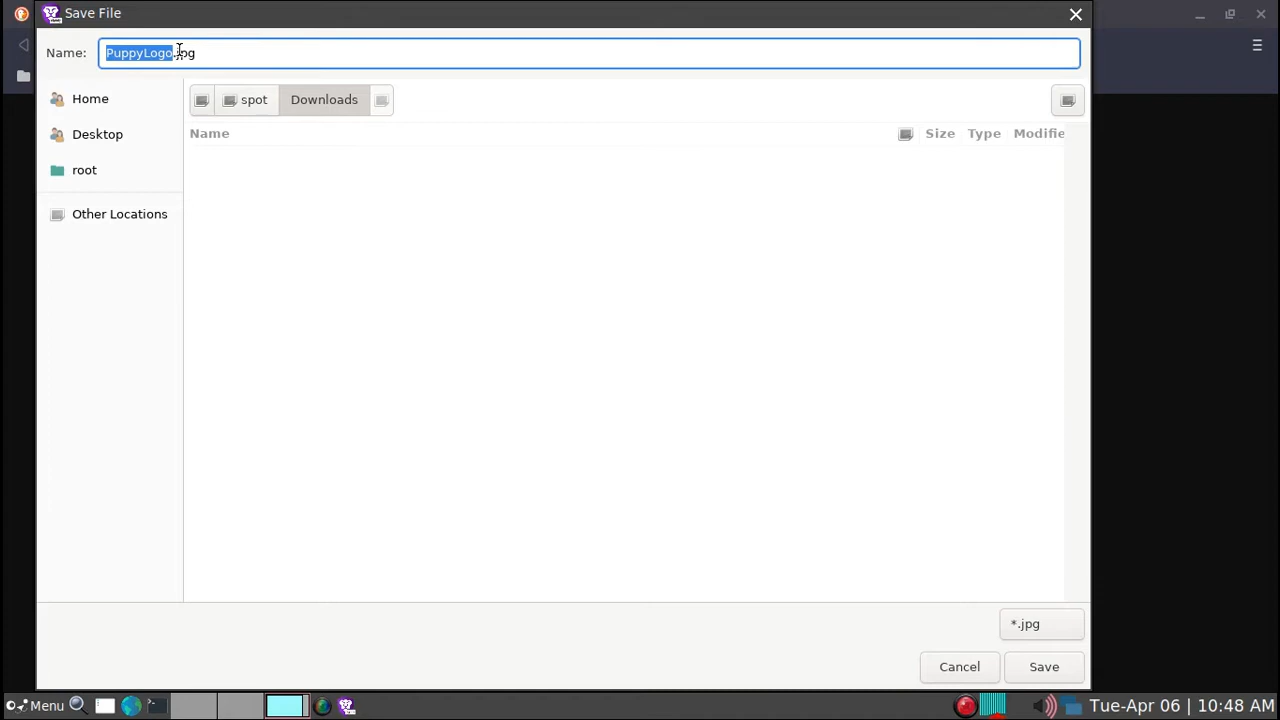 Save File
Name: PuppyLogo.jpg
Home
Desktop
root
Other Locations
spot Downloads
Name Size Type Modifie
*.jpg
Cancel Save
Menu Tue-Apr 06 | 10:48 AM